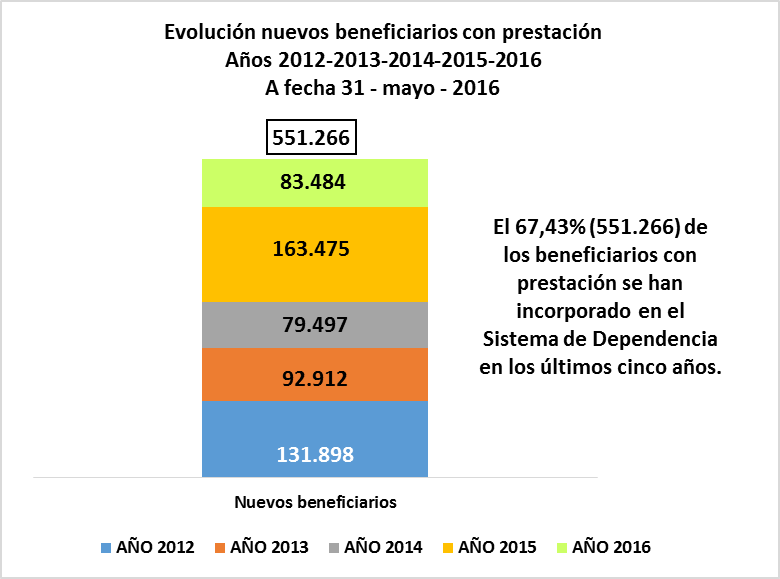 Evolución nuevos beneficiarios con prestación
Años 2012-2013-2014-2015-2016
A fecha 31 - mayo - 2016
551.266
83.484
163.475
79.497
92.912
131.898
El 67,43% (551.266) de
los beneficiarios con
prestación se han
incorporado en el
Sistema de Dependencia
en los últimos cinco años.
Nuevos beneficiarios
AÑO 2012 AÑO 2013 AÑO 2014 AÑO 2015 AÑO 2016